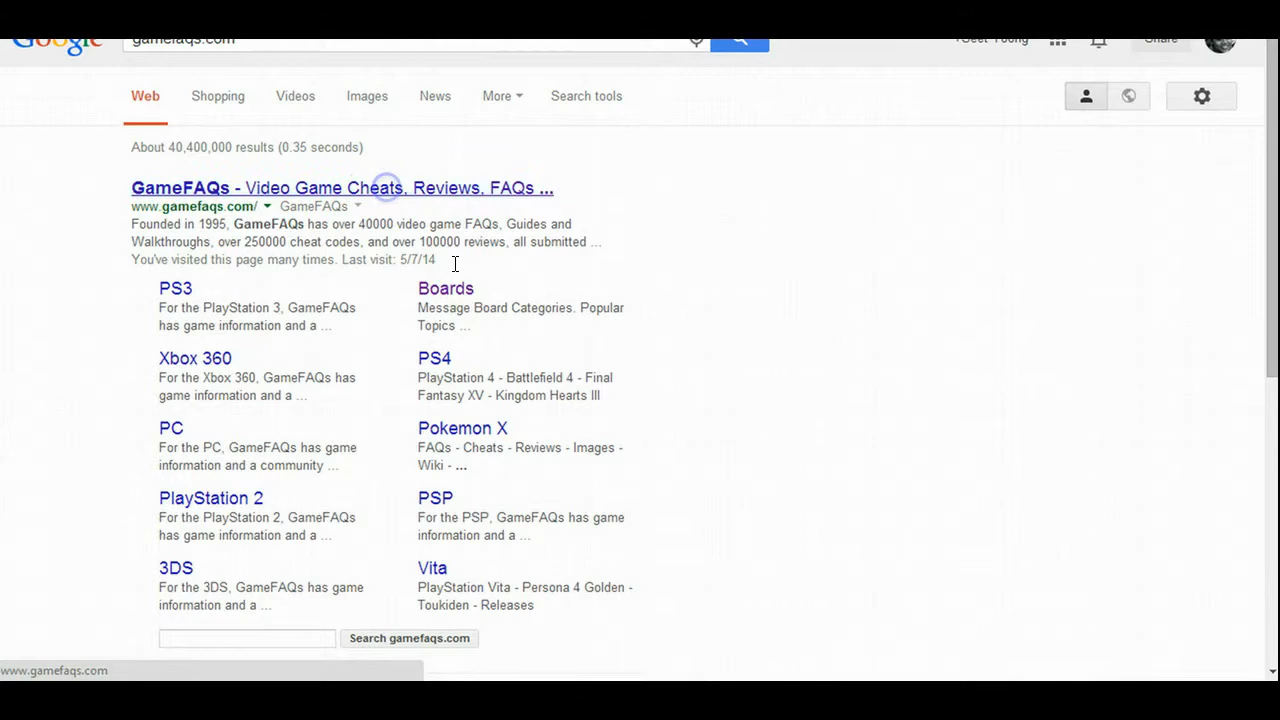 Google gamefaqs.com Share
Web Shopping Videos Images News More Search tools
About 40,400,000 results (0.35 seconds)
GameFAQs - Video Game Cheats, Reviews, FAQs ...
www.gamefaqs.com/ GameFAQs
Founded in 1995, GameFAQs has over 40000 video game FAQs, Guides and
Walkthroughs, over 250000 cheat codes, and over 100000 reviews, all submitted ...
You've visited this page many times. Last visit: 5/7/14
PS3
For the PlayStation 3, GameFAQs
has game information and a ...
Boards
Message Board Categories. Popular
Topics ...
Xbox 360
For the Xbox 360, GameFAQs has
game information and a ...
PS4
PlayStation 4 - Battlefield 4 - Final
Fantasy XV - Kingdom Hearts III
PC
For the PC, GameFAQs has game
information and a community ...
Pokemon X
FAQs - Cheats - Reviews - Images -
Wiki - ...
PlayStation 2
For the PlayStation 2, GameFAQs
has game information and a ...
PSP
For the PSP, GameFAQs has game
information and a ...
3DS
For the 3DS, GameFAQs has game
information and a ...
Vita
PlayStation Vita - Persona 4 Golden -
Toukiden - Releases
Search gamefaqs.com
www.gamefaqs.com